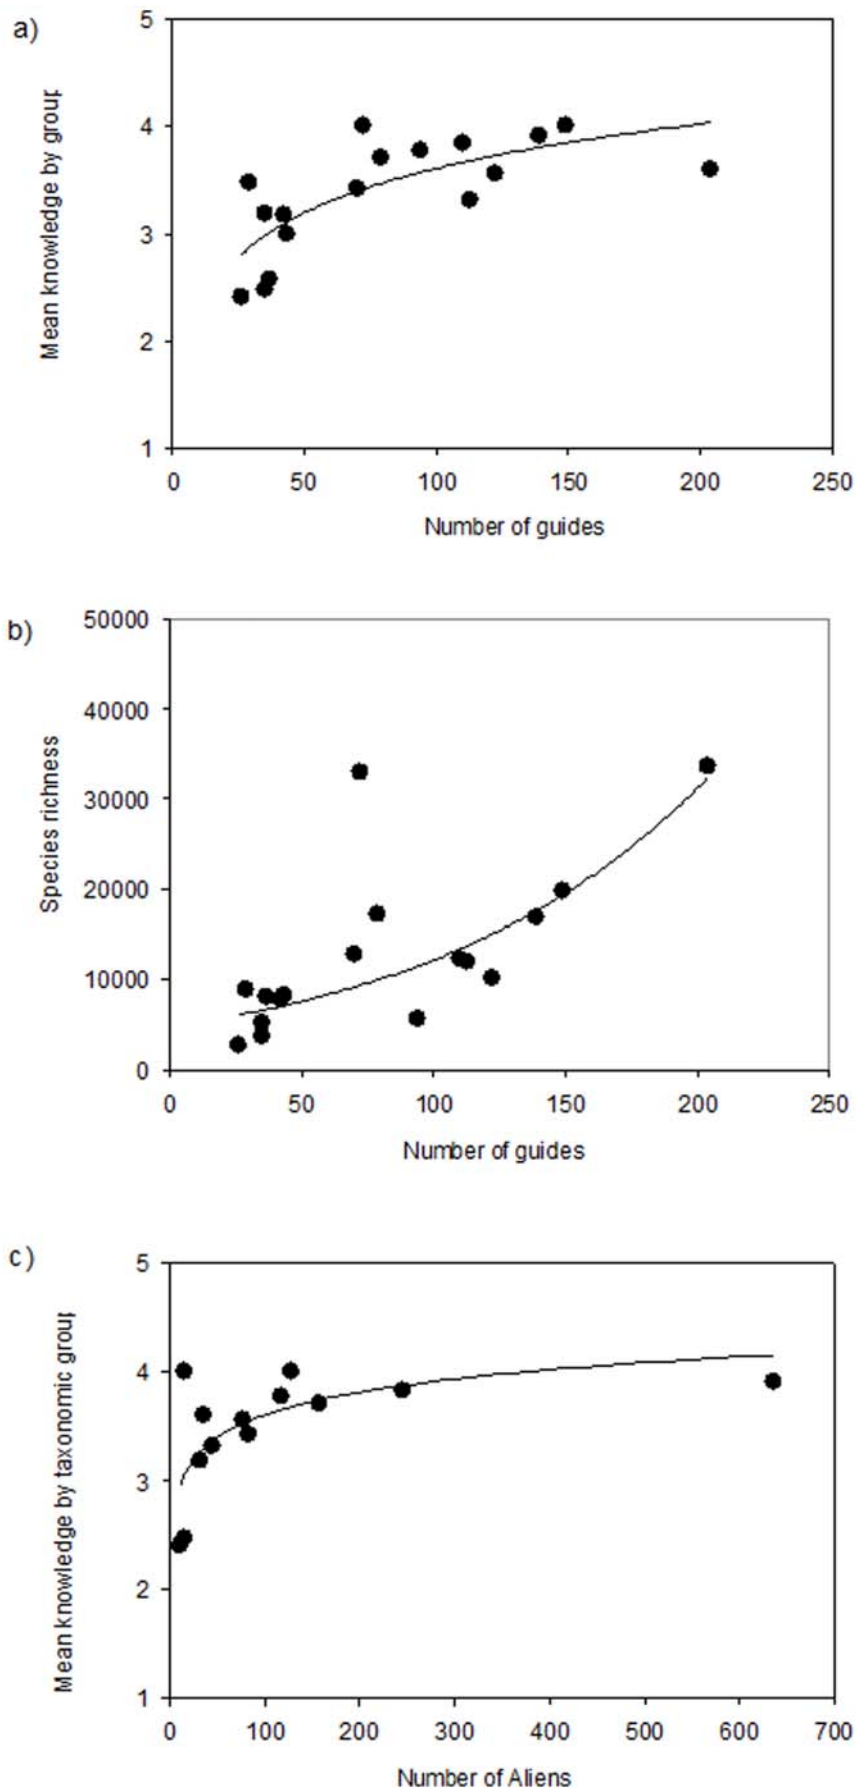 a)
5
4
3
2
1
Mean knowledge by group
0 50 100 150 200 250
Number of guides
b)
50000
40000
30000
20000
10000
0
Species richness
0 50 100 150 200 250
Number of guides
c)
5
4
3
2
1
Mean knowledge by taxonomic group
0 100 200 300 400 500 600 700
Number of Aliens